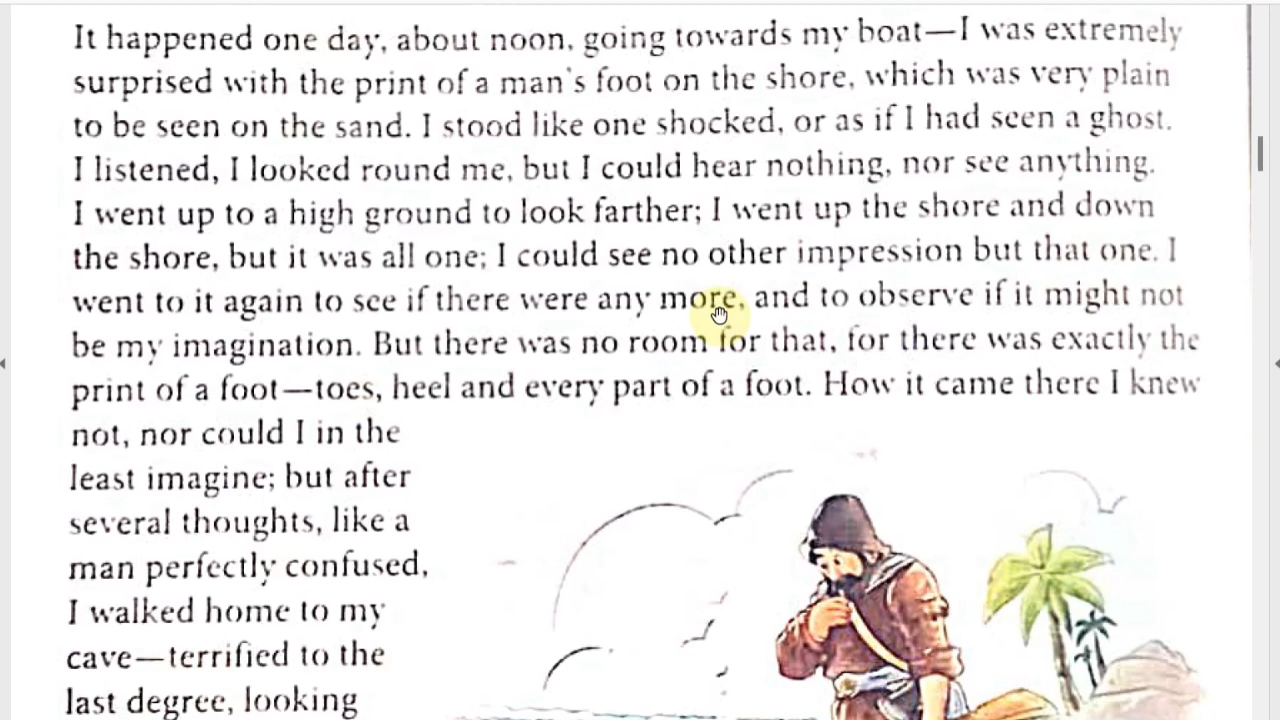 It happened one day, about noon, going towards my boat—I was extremely
surprised with the print of a man's foot on the shore, which was very plain
to be seen on the sand. I stood like one shocked, or as if I had seen a ghost.
I listened, I looked round me, but I could hear nothing, nor see anything.
I went up to a high ground to look farther; I went up the shore and down
the shore, but it was all one; I could see no other impression but that one. I
went to it again to see if there were any more, and to observe if it might not
be my imagination. But there was no room for that, for there was exactly the
print of a foot—toes, heel and every part of a foot. How it came there I knew
not, nor could I in the
least imagine; but after
several thoughts, like a
man perfectly confused,
I walked home to my
cave—terrified to the
last degree, looking